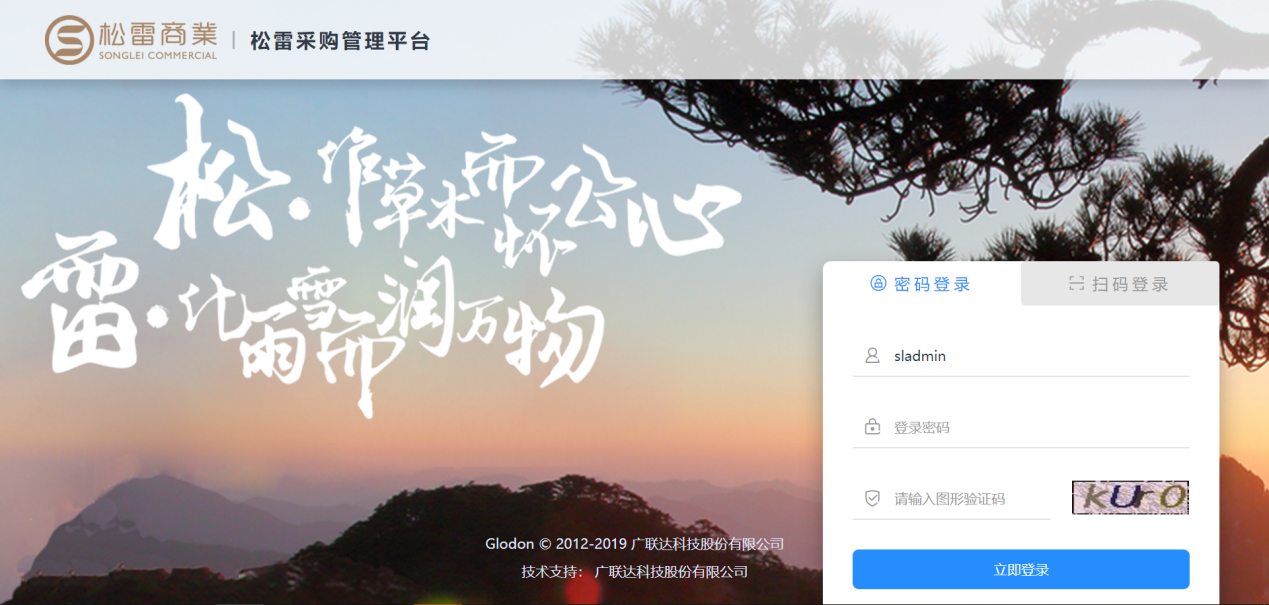 松雷商業
SONGLEI COMMERCIAL
松雷采购管理平台
松·惟草木而怀公心
雷·化雨雪而润万物
密码登录
扫码登录
sladmin
登录密码
请输入图形验证码
kuro
立即登录
Glodon © 2012-2019 广联达科技股份有限公司
技术支持： 广联达科技股份有限公司